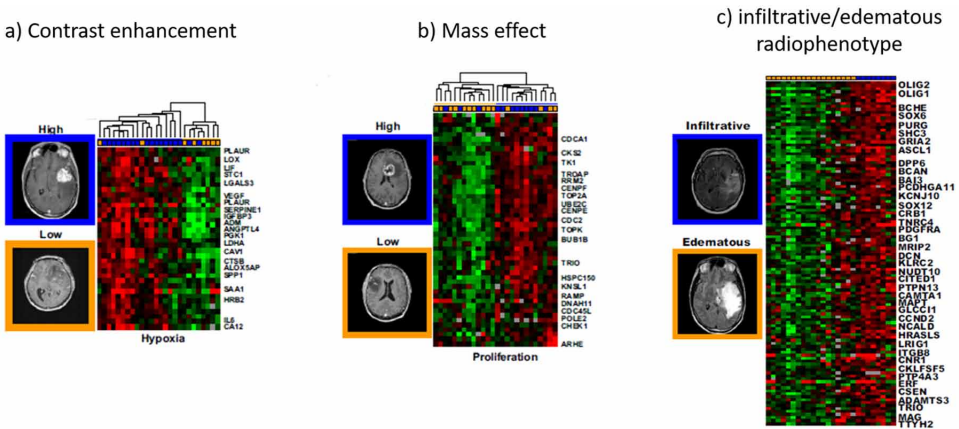 a) Contrast enhancement
High
Low
PLAUR
LOX
LIF
STC1
LGALS3
VEGF
PLAUR
SERPINE1
IGFBP3
ADM
ANGPTL4
PGK1
LDHA
CAV1
CTSB
ALOX5AP
SPP1
SAA1
HRB2
IL6
CA12
Hypoxia
b) Mass effect
High
Low
CDCA1
CKS2
TK1
TROAP
RRM2
CENPF
TOP2A
UBE2C
CENPE
CDC2
TOPK
BUB1B
TRIO
HSPC150
KNSL1
RAMP
DNAH11
CDC45L
POLE2
CHEK1
ARHE
Proliferation
c) infiltrative/edematous
radiophenotype
Infiltrative
Edematous
OLIG2
OLIG1
BCHE
SOX6
PURG
SHC3
GRIA2
ASCL1
DPP6
BCAN
BAI3
PCDHGA11
KCNJ10
SOX12
CRB1
TNRC4
PDGFRA
BG1
MRIP2
DCN
KLRC2
NUDT10
CITED1
PTPN13
CAMTA1
MAPT
GLCCI1
CCND2
NCALD
HRASLS
LRIG1
ITGB8
CNR1
CKLFSF5
PTP4A3
ERF
CSEN
ADAMTS3
TRIO
MAG
TTYH2